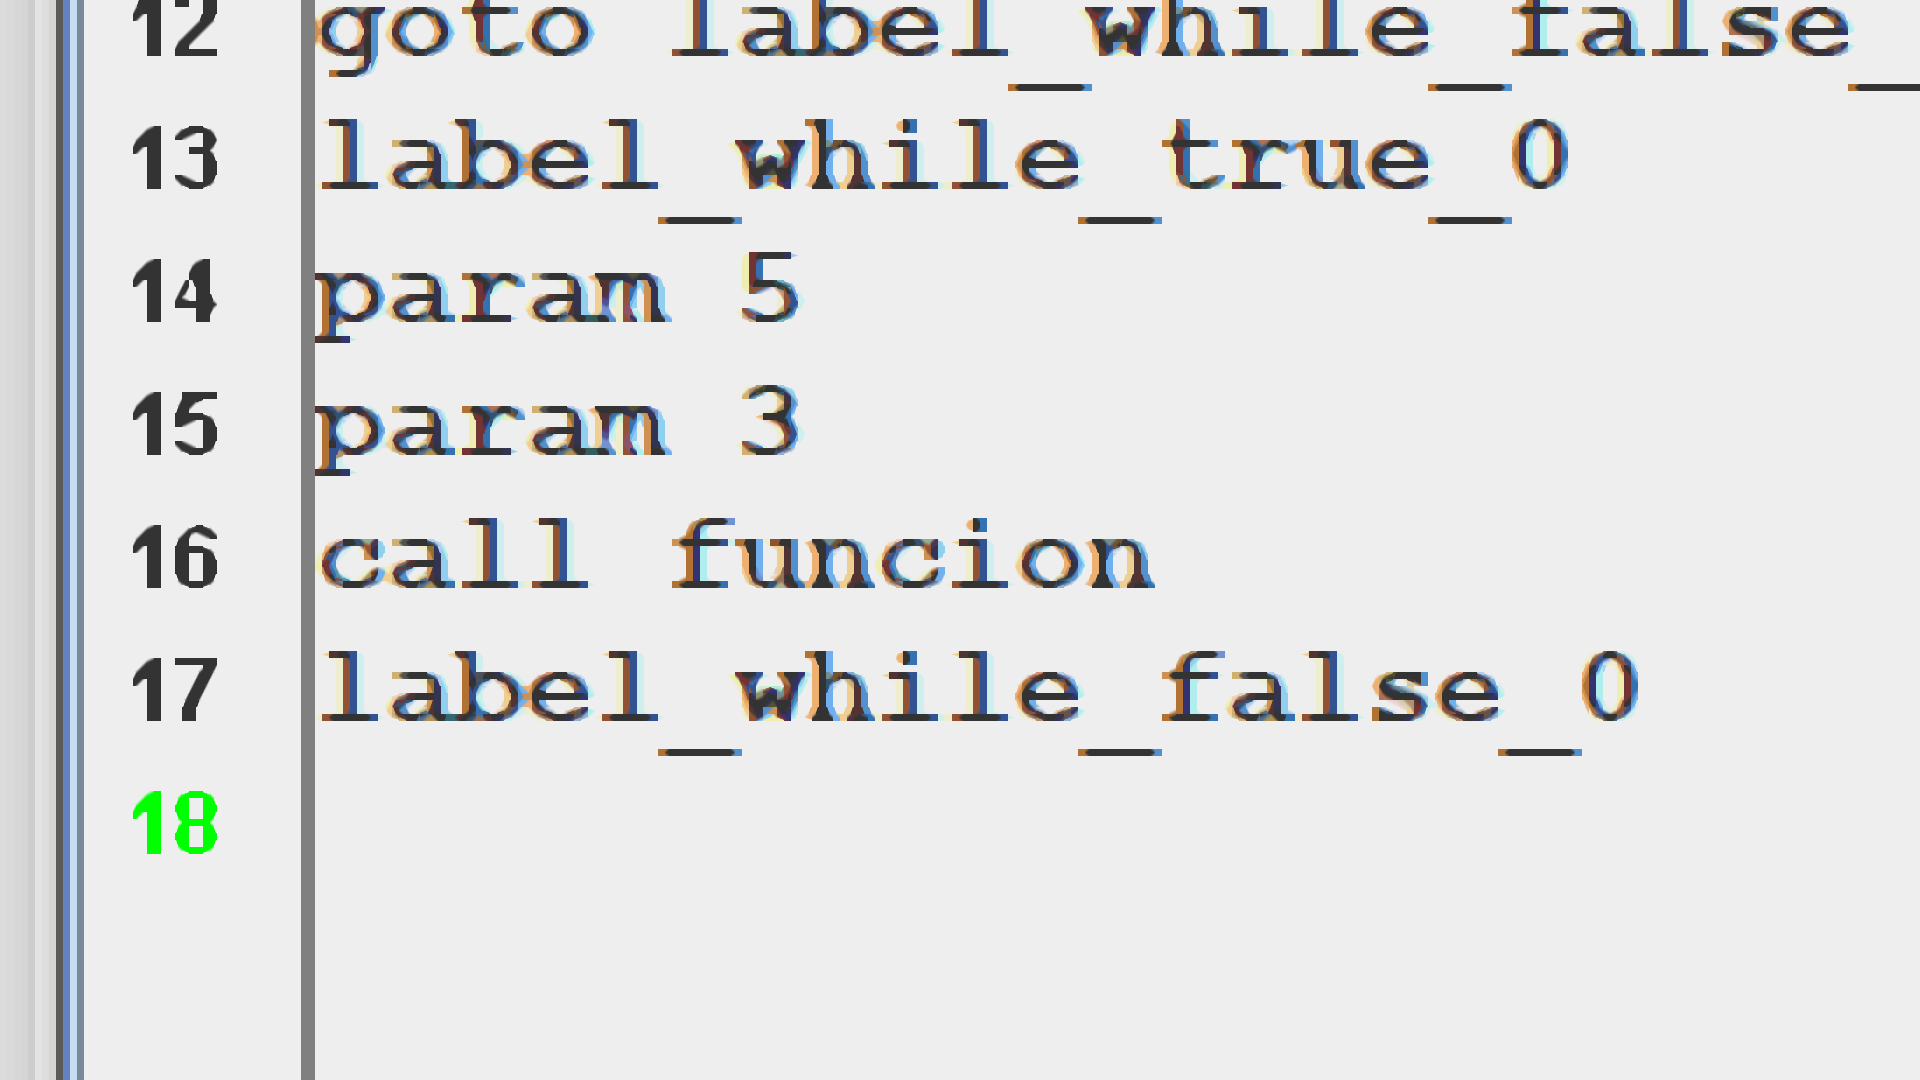 12 goto label_while_false_
13 label_while_true_0
14 param 5
15 param 3
16 call funcion
17 label_while_false_0
18